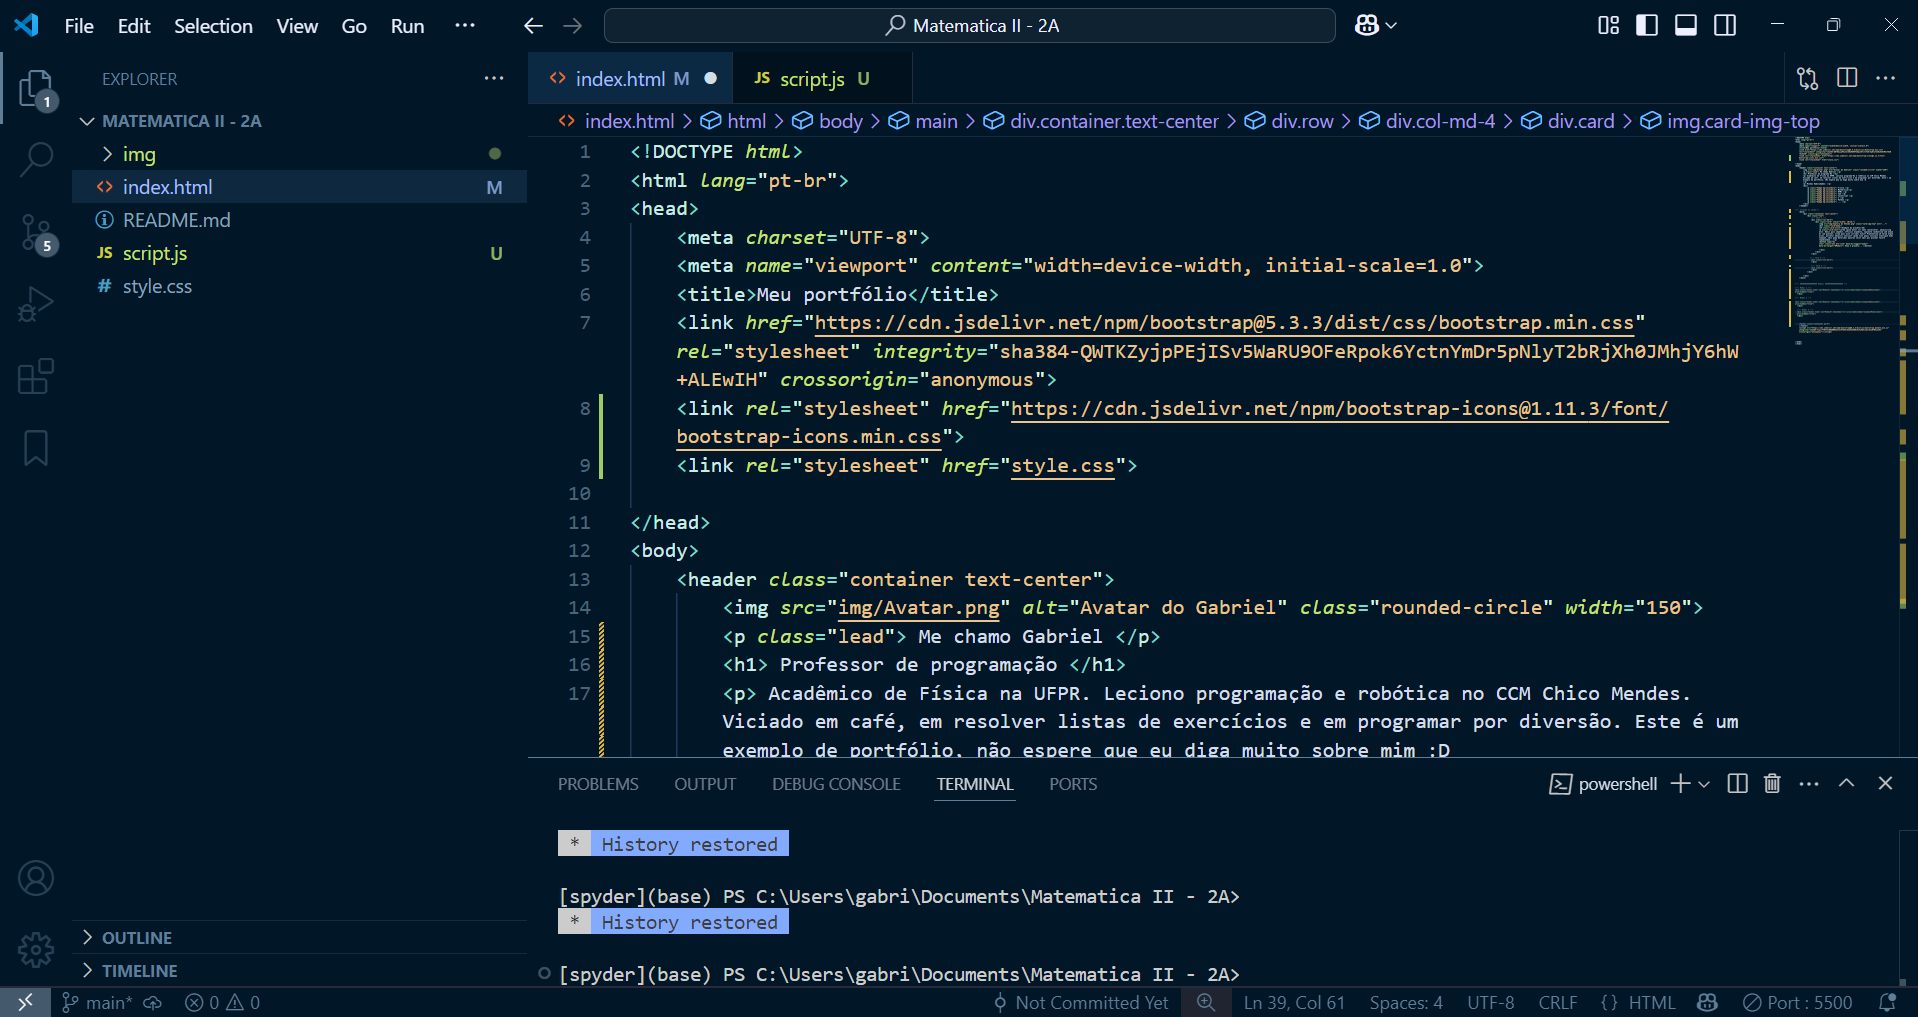 File Edit Selection View Go Run ··· Matematica II - 2A
EXPLORER ···
1
MATEMATICA II - 2A
img
index.html M
README.md
JS script.js U
# style.css
5
index.html M JS script.js U
index.html > html > body > main > div.container.text-center > div.row > div.col-md-4 > div.card > img.card-img-top
1 <!DOCTYPE html>
2 <html lang="pt-br">
3 <head>
4 <meta charset="UTF-8">
5 <meta name="viewport" content="width=device-width, initial-scale=1.0">
6 <title>Meu portfólio</title>
7 <link href="https://cdn.jsdelivr.net/npm/bootstrap@5.3.3/dist/css/bootstrap.min.css"
rel="stylesheet" integrity="sha384-QWTKZyjpPEjISv5WaRU9OFeRpok6YctnYmDr5pNlyT2bRjXh0JMhjY6hW
+ALEwIH" crossorigin="anonymous">
8 <link rel="stylesheet" href="https://cdn.jsdelivr.net/npm/bootstrap-icons@1.11.3/font/
bootstrap-icons.min.css">
9 <link rel="stylesheet" href="style.css">
10
11 </head>
12 <body>
13 <header class="container text-center">
14 <img src="img/Avatar.png" alt="Avatar do Gabriel" class="rounded-circle" width="150">
15 <p class="lead"> Me chamo Gabriel </p>
16 <h1> Professor de programação </h1>
17 <p> Acadêmico de Física na UFPR. Leciono programação e robótica no CCM Chico Mendes.
Viciado em café, em resolver listas de exercícios e em programar por diversão. Este é um
exemplo de portfólio, não espere que eu diga muito sobre mim :D
PROBLEMS OUTPUT DEBUG CONSOLE TERMINAL PORTS powershell
* History restored
[spyder](base) PS C:\Users\gabri\Documents\Matematica II - 2A>
* History restored
[spyder](base) PS C:\Users\gabri\Documents\Matematica II - 2A>
OUTLINE
TIMELINE
main* 0 0 Not Committed Yet Ln 39, Col 61 Spaces: 4 UTF-8 CRLF {} HTML Port : 5500